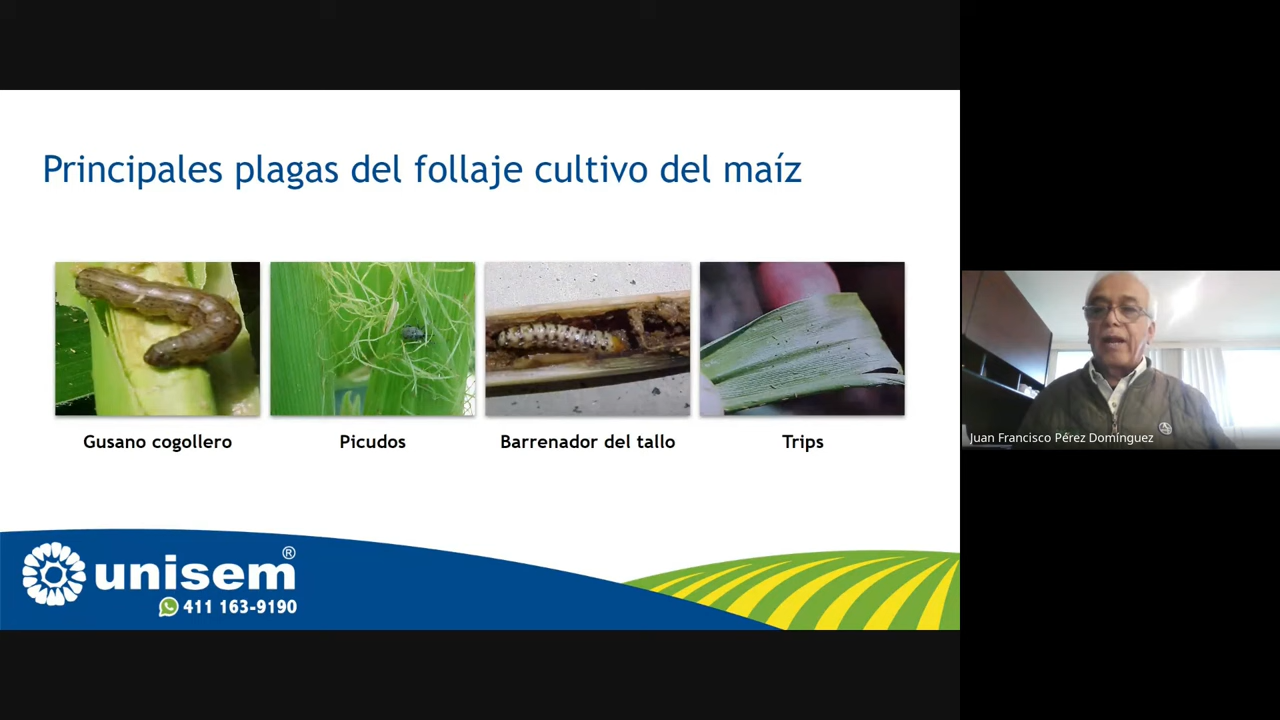 Principales plagas del follaje cultivo del maíz
Gusano cogollero
Picudos
Barrenador del tallo
Trips
unisem®
411 163-9190
Juan Francisco Pérez Domínguez